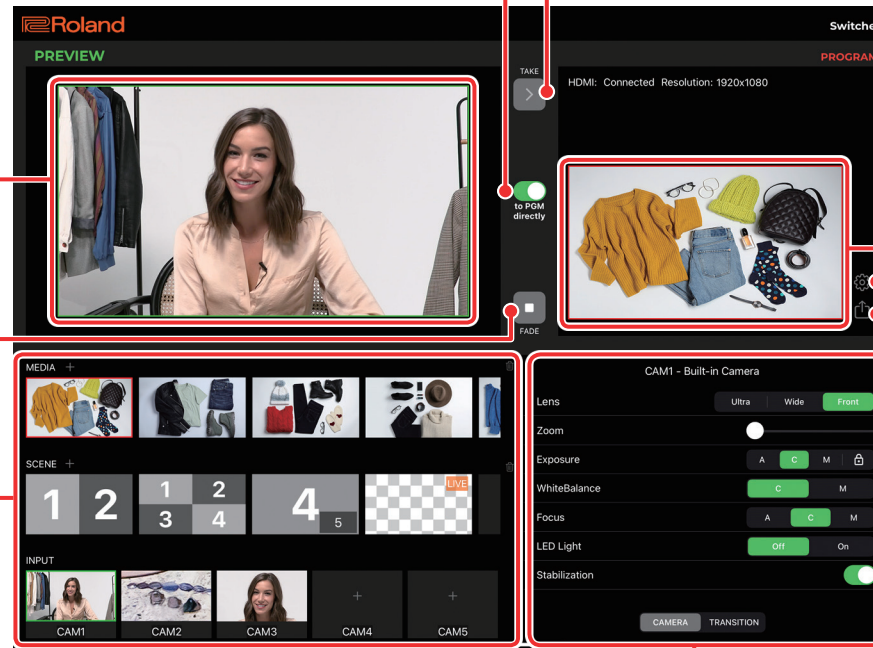 Roland
Switche
PREVIEW
PROGRAM
TAKE
HDMI: Connected Resolution: 1920x1080
to PGM
directly
FADE
MEDIA +
CAM1 - Built-in Camera
Lens Ultra Wide Front
Zoom
SCENE +
Exposure A C M
LIVE
1 2
1 2
3 4
4
5
WhiteBalance C M
Focus A C M
LED Light Off On
INPUT
Stabilization
+ +
CAM1 CAM2 CAM3 CAM4 CAM5
CAMERA TRANSITION